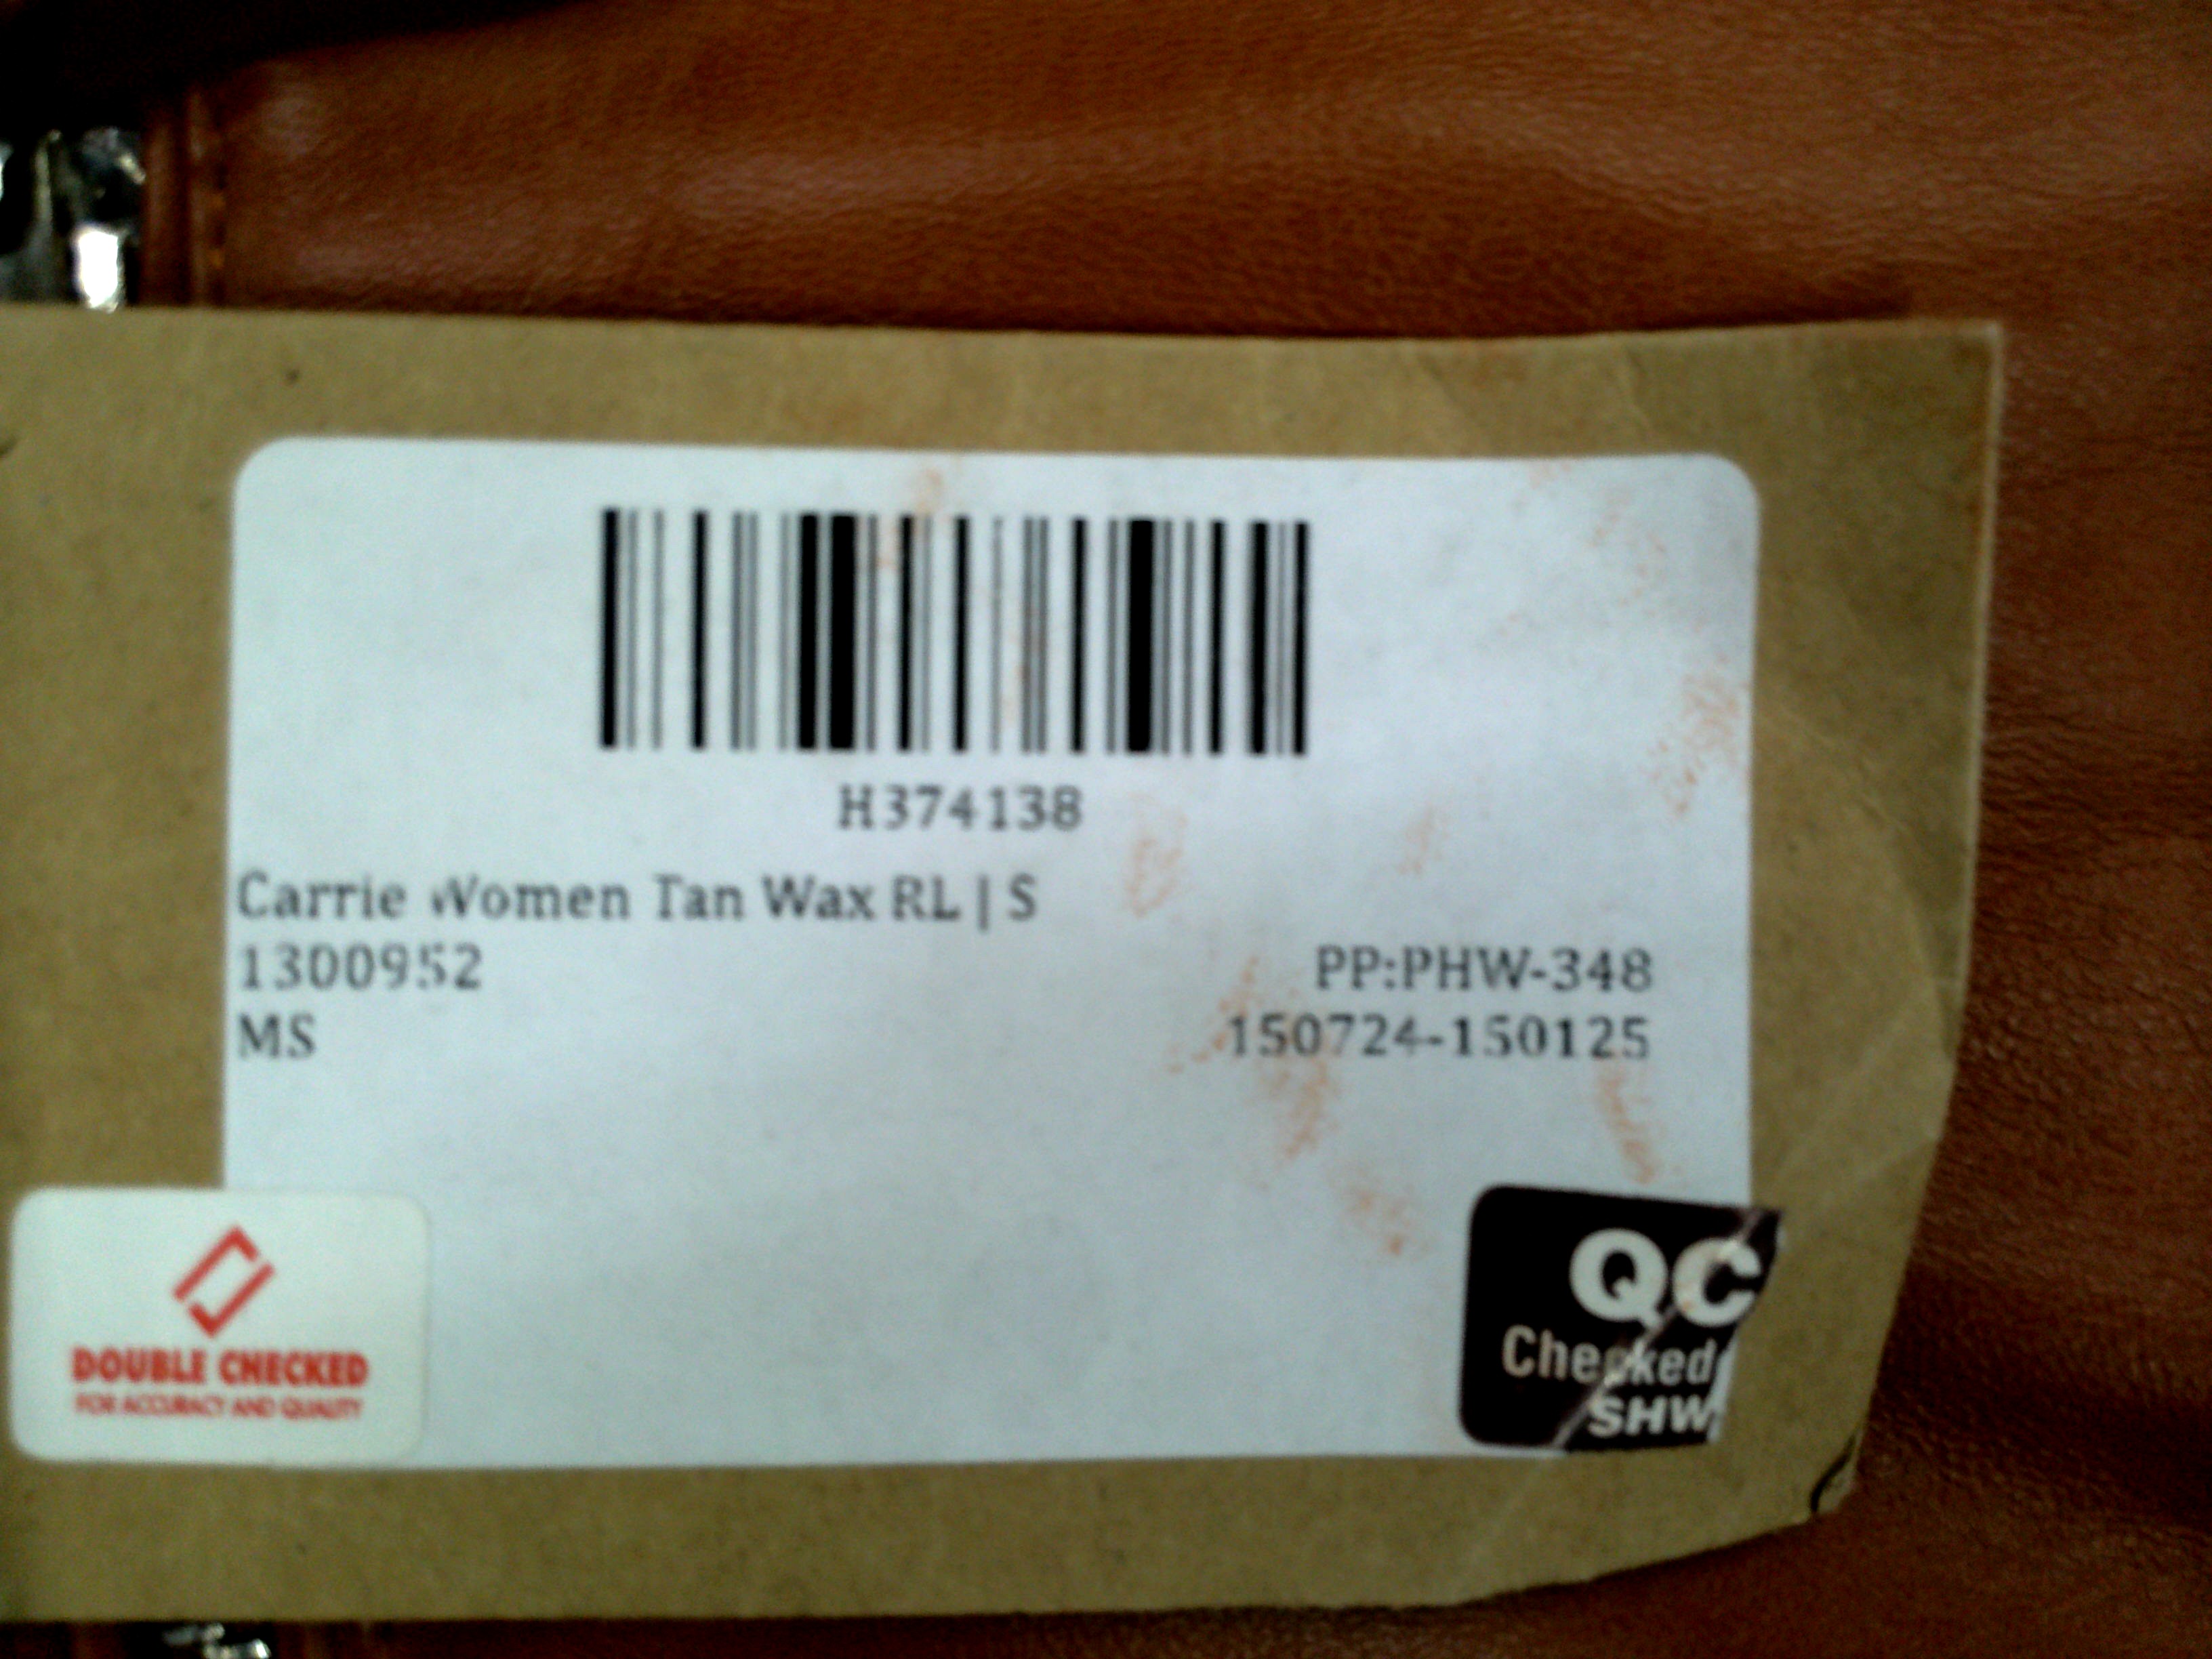 H374138
Carrie Women Tan Wax RL | S
1300952
PP:PHW-348
MS
150724-150125
DOUBLE CHECKED
FOR ACCURACY AND QUALITY
QC
Checked
SHW